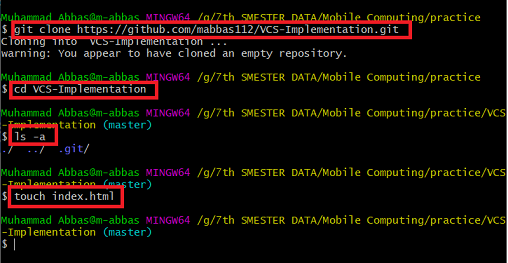 Muhammad Abbas@m-abbas MINGW64 /g/7th SMESTER DATA/Mobile Computing/practice
$ git clone https://github.com/mabbas112/VCS-Implementation.git
Cloning into 'VCS-Implementation'...
warning: You appear to have cloned an empty repository.
Muhammad Abbas@m-abbas MINGW64 /g/7th SMESTER DATA/Mobile Computing/practice
$ cd VCS-Implementation
Muhammad Abbas@m-abbas MINGW64 /g/7th SMESTER DATA/Mobile Computing/practice/VCS
-Implementation (master)
$ ls -a
./  ../  .git/
Muhammad Abbas@m-abbas MINGW64 /g/7th SMESTER DATA/Mobile Computing/practice/VCS
-Implementation (master)
$ touch index.html
Muhammad Abbas@m-abbas MINGW64 /g/7th SMESTER DATA/Mobile Computing/practice/VCS
-Implementation (master)
$